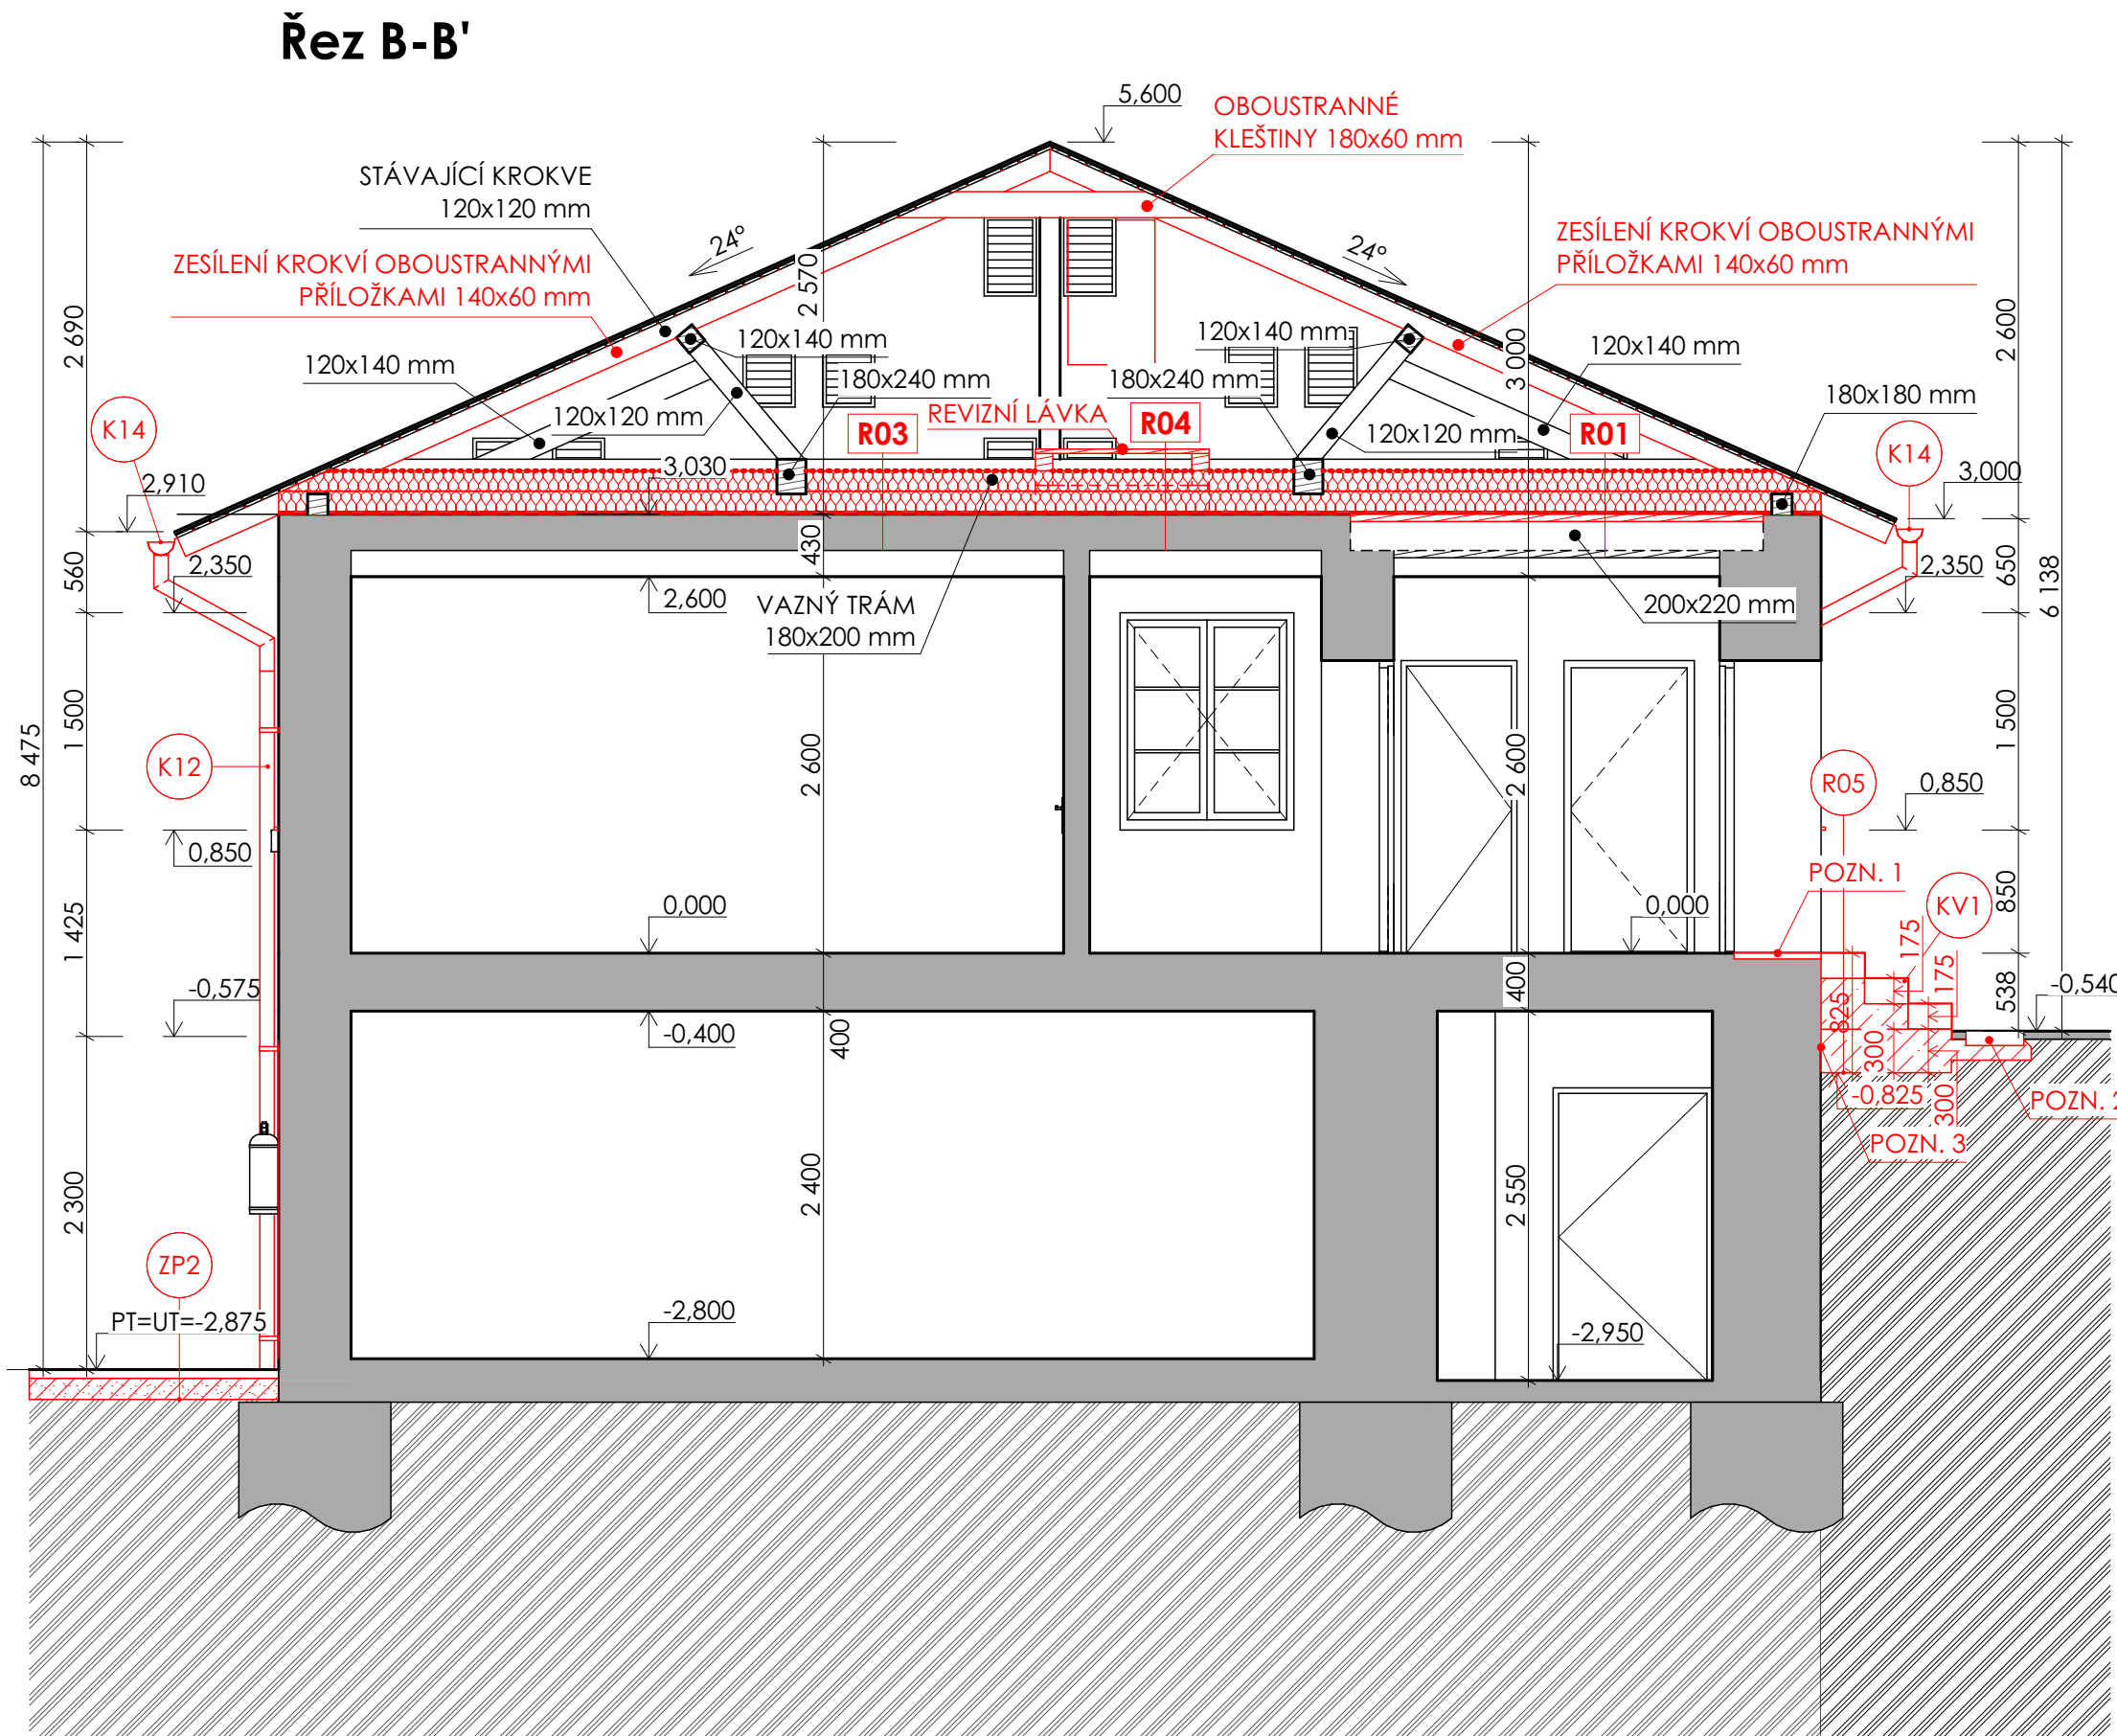 Řez B-B'
5,600
OBOUSTRANNÉ
KLEŠTINY 180x60 mm
STÁVAJÍCÍ KROKVE
120x120 mm
ZESÍLENÍ KROKVÍ OBOUSTRANNÝMI
PŘÍLOŽKAMI 140x60 mm
24°
24°
ZESÍLENÍ KROKVÍ OBOUSTRANNÝMI
PŘÍLOŽKAMI 140x60 mm
2 690
2 570
3 000
2 600
120x140 mm
120x140 mm
120x140 mm
120x140 mm
180x240 mm
180x240 mm
180x180 mm
120x120 mm
120x120 mm
REVIZNÍ LÁVKA
R03
R04
R01
K14
K14
2,910
3,030
3,000
430
560
2,350
2,350
650
6 138
2,600
VAZNÝ TRÁM
180x200 mm
200x220 mm
8 475
1 500
K12
2 600
2 600
1 500
R05
0,850
0,850
POZN. 1
KV1
850
1 425
0,000
0,000
175
175
-0,575
400
825
538
-0,540
-0,400
400
300
-0,825
300
POZN. 2
POZN. 3
2 300
2 400
2 550
ZP2
PT=UT=-2,875
-2,800
-2,950